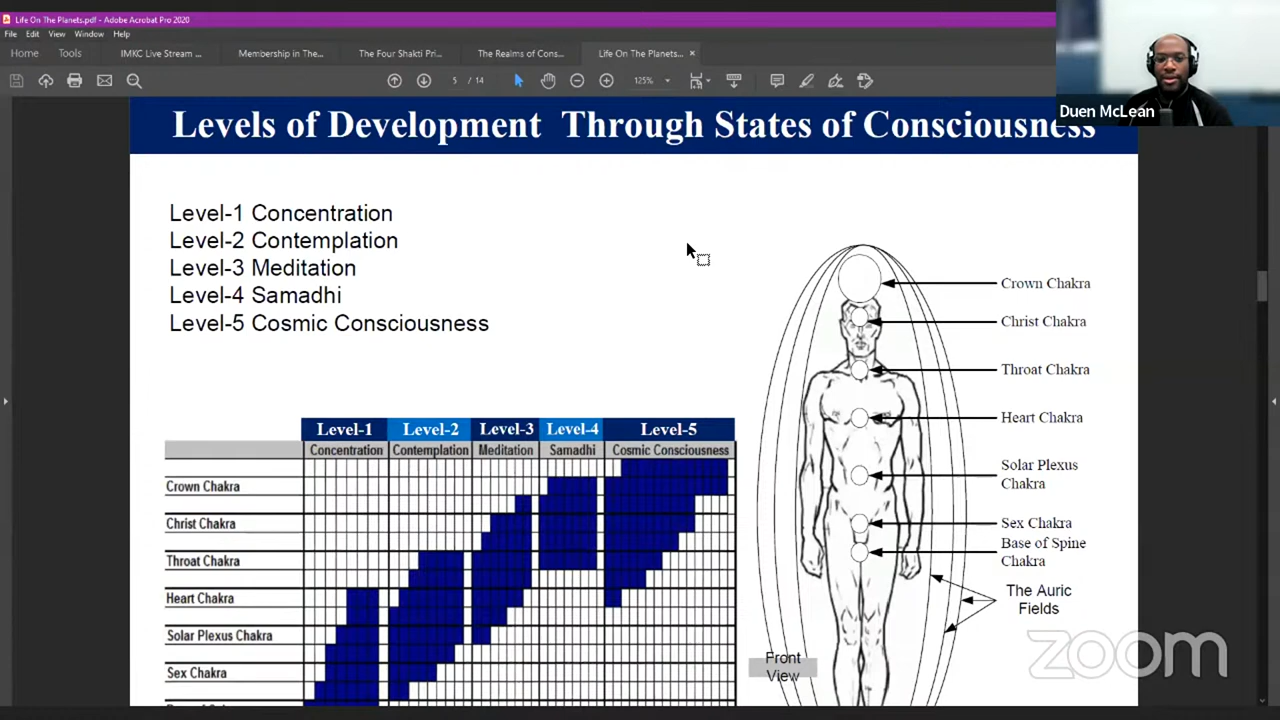 Life On The Planets.pdf - Adobe Acrobat Pro 2020
File Edit View Window Help
Home Tools IMKC Live Stream ... Membership in The... The Four Shakti Pri... The Realms of Cons... Life On The Planets... ×
5 / 14 125%
Duen McLean
Levels of Development Through States of Consciousness
Level-1 Concentration
Level-2 Contemplation
Level-3 Meditation
Level-4 Samadhi
Level-5 Cosmic Consciousness
Level-1 Level-2 Level-3 Level-4 Level-5
Concentration Contemplation Meditation Samadhi Cosmic Consciousness
Crown Chakra
Christ Chakra
Throat Chakra
Heart Chakra
Solar Plexus Chakra
Sex Chakra
Crown Chakra
Christ Chakra
Throat Chakra
Heart Chakra
Solar Plexus
Chakra
Sex Chakra
Base of Spine
Chakra
The Auric
Fields
Front
View
zoom